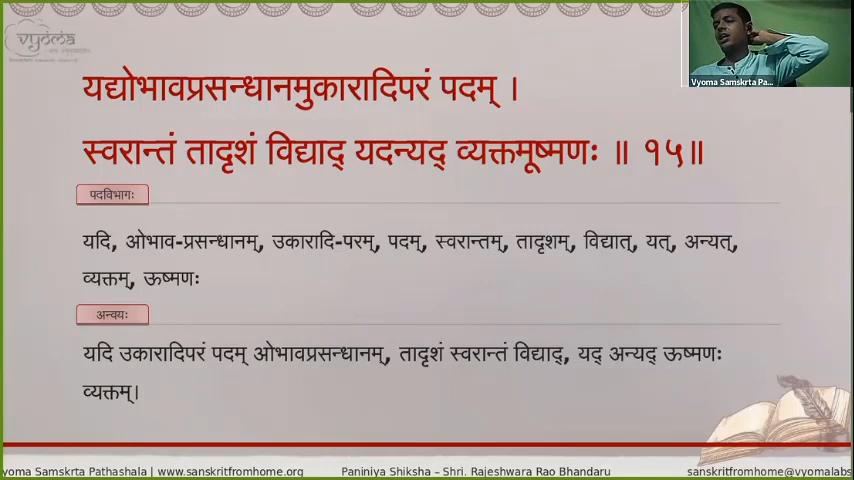 vyoma
Vyoma Samskrta Pa...
यद्योभावप्रसन्धानमुकारादिपरं पदम् ।
स्वरान्तं तादृशं विद्याद् यदन्यद् व्यक्तमूष्मणः ॥ १५॥
पदविभागः
यदि, ओभाव-प्रसन्धानम्, उकारादि-परम्, पदम्, स्वरान्तम्, तादृशम्, विद्यात्, यत्, अन्यत्,
व्यक्तम्, ऊष्मणः
अन्वयः
यदि उकारादिपरं पदम् ओभावप्रसन्धानम्, तादृशं स्वरान्तं विद्याद्, यद् अन्यद् ऊष्मणः
व्यक्तम्।
vyoma Samskrta Pathashala | www.sanskritfromhome.org Paniniya Shiksha – Shri. Rajeshwara Rao Bhandaru sanskritfromhome@vyomalabs